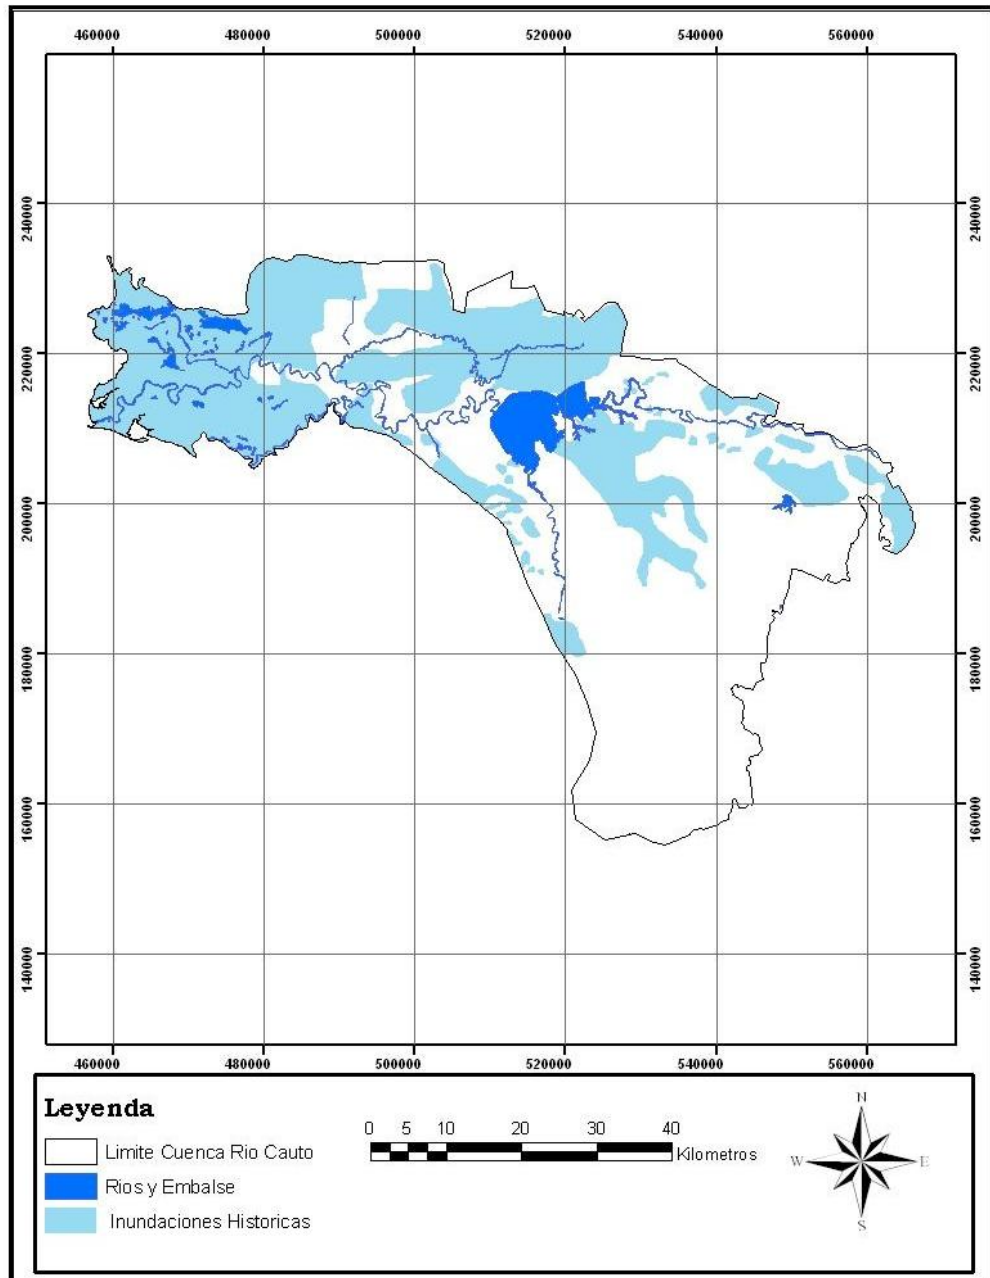 460000 480000 500000 520000 540000 560000
240000 240000
220000 220000
200000 200000
180000 180000
160000 160000
140000 140000
460000 480000 500000 520000 540000 560000
Leyenda
Limite Cuenca Rio Cauto
Rios y Embalse
Inundaciones Historicas
0 5 10 20 30 40
Kilometros
N
W E
S